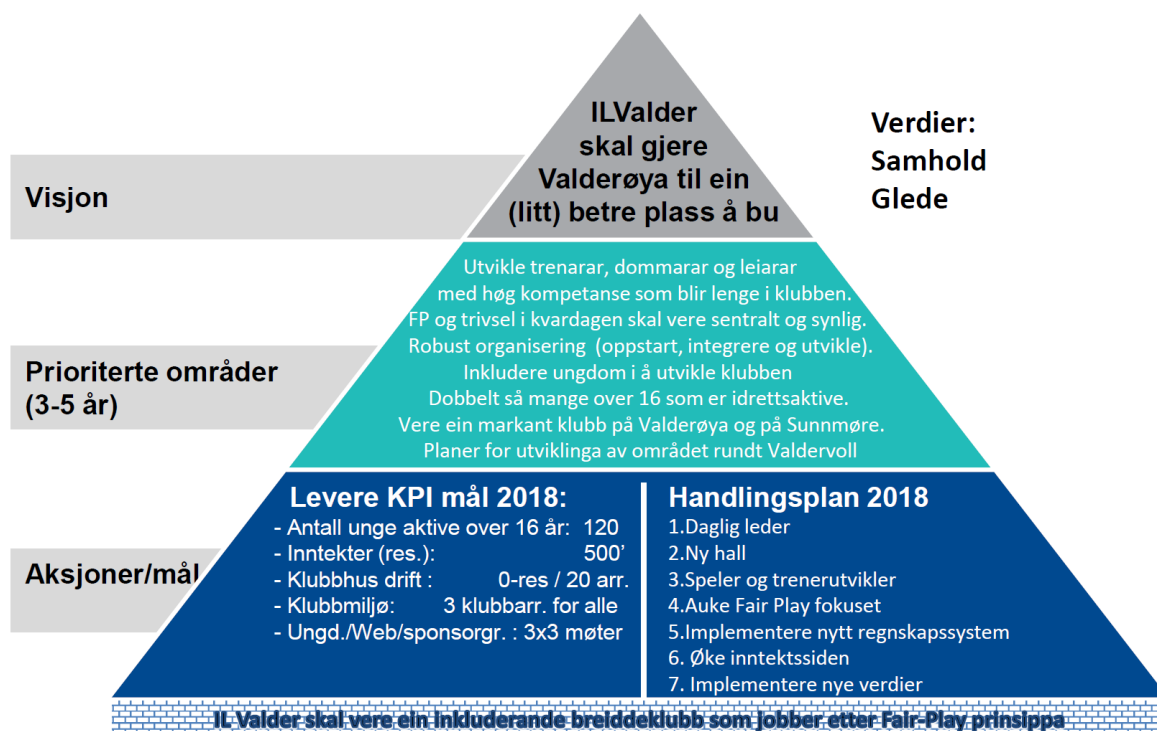 ILValder
skal gjere
Valderøya til ein
(litt) betre plass å bu
Verdier:
Samhold
Glede
Visjon
Utvikle trenarar, dommarar og leiarar
med høg kompetanse som blir lenge i klubben.
FP og trivsel i kvardagen skal vere sentralt og synlig.
Robust organisering (oppstart, integrere og utvikle).
Inkludere ungdom i å utvikle klubben
Dobbelt så mange over 16 som er idrettsaktive.
Vere ein markant klubb på Valderøya og på Sunnmøre.
Planer for utviklinga av området rundt Valdervoll
Prioriterte områder
(3-5 år)
Aksjoner/mål
Levere KPI mål 2018:
- Antall unge aktive over 16 år: 120
- Inntekter (res.): 500'
- Klubbhus drift : 0-res / 20 arr.
- Klubbmiljø: 3 klubbarr. for alle
- Ungd./Web/sponsorgr. : 3x3 møter
Handlingsplan 2018
1.Daglig leder
2.Ny hall
3.Speler og trenerutvikler
4.Auke Fair Play fokuset
5.Implementere nytt regnskapssystem
6. Øke inntektssiden
7. Implementere nye verdier
IL Valder skal vere ein inkluderande breiddeklubb som jobber etter Fair-Play prinsippa